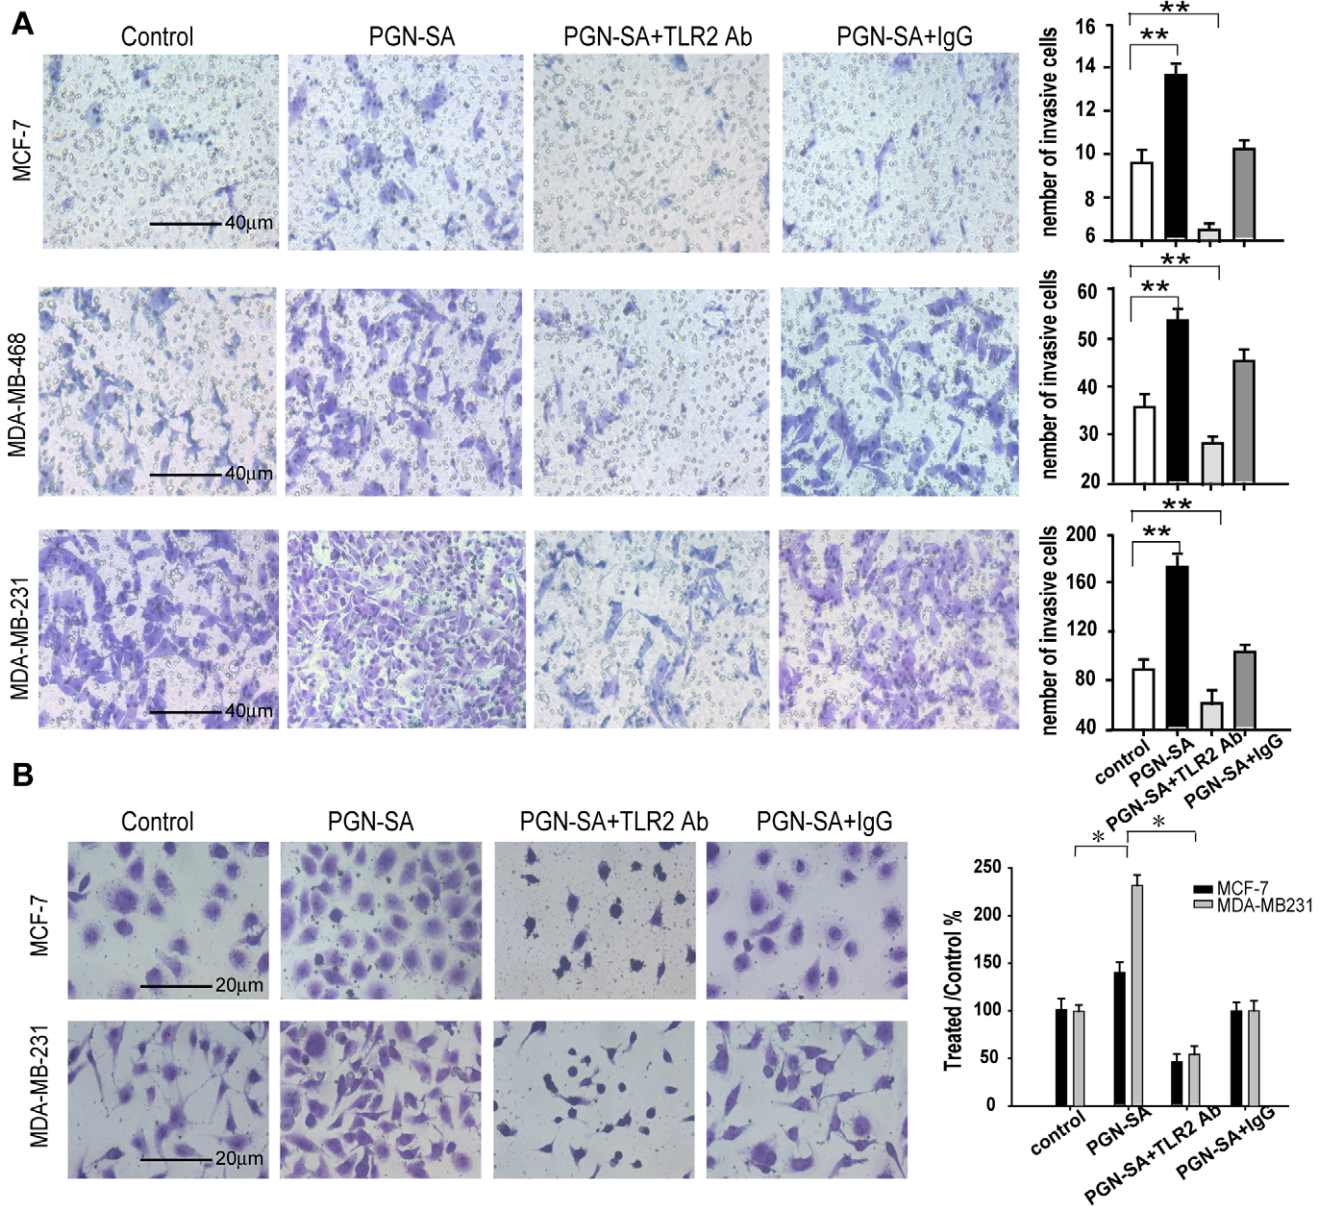 A
Control
PGN-SA
PGN-SA+TLR2 Ab
PGN-SA+IgG
MCF-7
40μm
nember of invasive cells
16
14
12
10
8
6
**
**
MDA-MB-468
40μm
nember of invasive cells
60
50
40
30
20
**
**
MDA-MB-231
40μm
nember of invasive cells
200
160
120
80
40
**
**
control
PGN-SA
PGN-SA+TLR2 Ab
PGN-SA+IgG
B
Control
PGN-SA
PGN-SA+TLR2 Ab
PGN-SA+IgG
MCF-7
20μm
MDA-MB-231
20μm
Treated /Control %
250
200
150
100
50
0
*
*
MCF-7
MDA-MB231
control
PGN-SA
PGN-SA+TLR2 Ab
PGN-SA+IgG